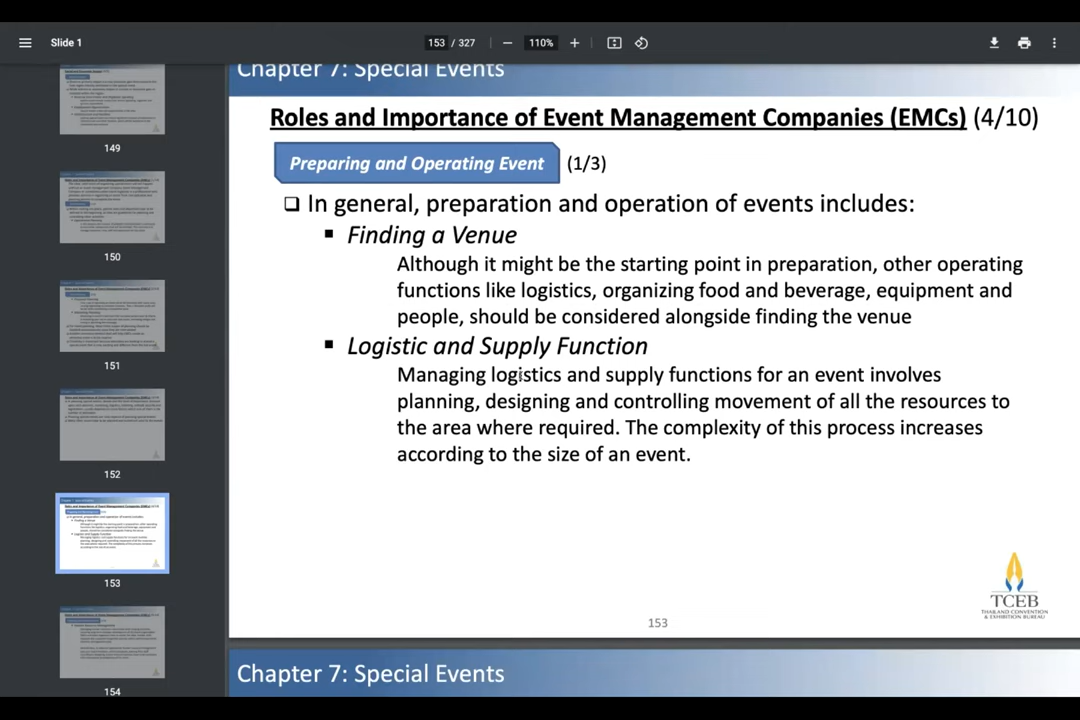 Slide 1
153 / 327
110%
149
150
151
152
153
154
Chapter 7: Special Events
Roles and Importance of Event Management Companies (EMCs) (4/10)
Preparing and Operating Event (1/3)
In general, preparation and operation of events includes:
Finding a Venue
Although it might be the starting point in preparation, other operating
functions like logistics, organizing food and beverage, equipment and
people, should be considered alongside finding the venue
Logistic and Supply Function
Managing logistics and supply functions for an event involves
planning, designing and controlling movement of all the resources to
the area where required. The complexity of this process increases
according to the size of an event.
TCEB
THAILAND CONVENTION
& EXHIBITION BUREAU
153
Chapter 7: Special Events